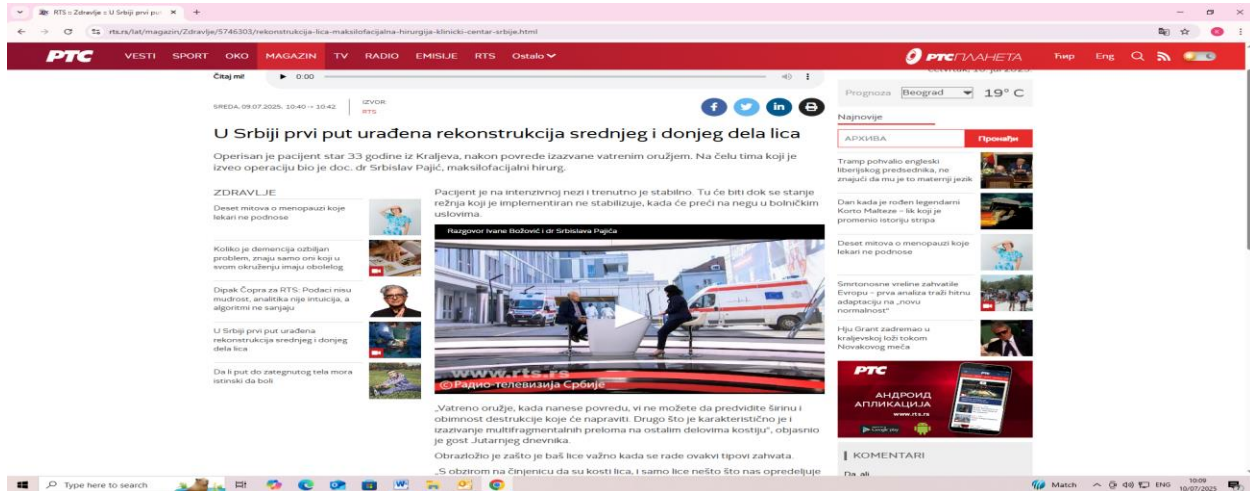 RTS :: Zdravlje :: U Srbiji prvi put
rts.rs/lat/magazin/Zdravlje/5746303/rekonstrukcija-lica-maksilofacijalna-hirurgija-klinicki-centar-srbije.html
РТС VESTI SPORT OKO MAGAZIN TV RADIO EMISIJE RTS Ostalo РТСПЛАНЕТА Ћир Eng
Čitaj mi! 0:00
SREDA, 09.07.2025, 10:40 -> 10:42
IZVOR
RTS
U Srbiji prvi put urađena rekonstrukcija srednjeg i donjeg dela lica
Operisan je pacijent star 33 godine iz Kraljeva, nakon povrede izazvane vatrenim oružjem. Na čelu tima koji je
izveo operaciju bio je doc. dr Srbislav Pajić, maksilofacijalni hirurg.
ZDRAVLJE
Deset mitova o menopauzi koje
lekari ne podnose
Koliko je demencija ozbiljan
problem, znaju samo oni koji u
svom okruženju imaju obolelog
Dipak Čopra za RTS: Podaci nisu
mudrost, analitika nije intuicija, a
algoritmi ne sanjaju
U Srbiji prvi put urađena
rekonstrukcija srednjeg i donjeg
dela lica
Da li put do zategnutog tela mora
istinski da boli
Pacijent je na intenzivnoj nezi i trenutno je stabilno. Tu će biti dok se stanje
režnja koji je implementiran ne stabilizuje, kada će preći na negu u bolničkim
uslovima.
Razgovor Ivane Božović i dr Srbislava Pajića
www.rts.rs
©Радио-телевизија Србије
„Vatreno oružje, kada nanese povredu, vi ne možete da predvidite širinu i
obimnost destrukcije koje će napraviti. Drugo što je karakteristično je i
izazivanje multifragmentalnih preloma na ostalim delovima kostiju", objasnio
je gost Jutarnjeg dnevnika.
Obrazložio je zašto je baš lice važno kada se rade ovakvi tipovi zahvata.
„S obzirom na činjenicu da su kosti lica, i samo lice nešto što nas opredeljuje
četvrtak, 10. jul 2025.
Prognoza Beograd 19° C
Najnovije
АРХИВА Пронађи
Tramp pohvalio engleski
liberijskog predsednika, ne
znajući da mu je to maternji jezik
Dan kada je rođen legendarni
Korto Malteze – lik koji je
promenio istoriju stripa
Deset mitova o menopauzi koje
lekari ne podnose
Smrtonosne vreline zahvatile
Evropu – prva analiza traži hitnu
adaptaciju na „novu
normalnost"
Hju Grant zadremao u
kraljevskoj loži tokom
Novakovog meča
РТС
АНДРОИД
АПЛИКАЦИЈА
www.rts.rs
Google play
KOMENTARI
Da, ali
Type here to search
Match ENG 10:09
10/07/2025